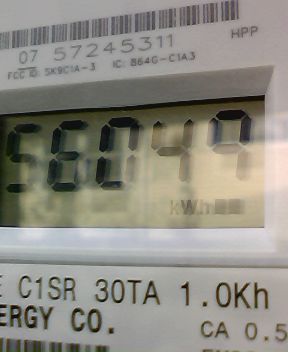 HPP
07 57245311
FCC ID: SK9C1A-3 IC: 864G-C1A3
56049
kWh
E C1SR 30TA 1.0Kh
ERGY CO.
CA 0.5